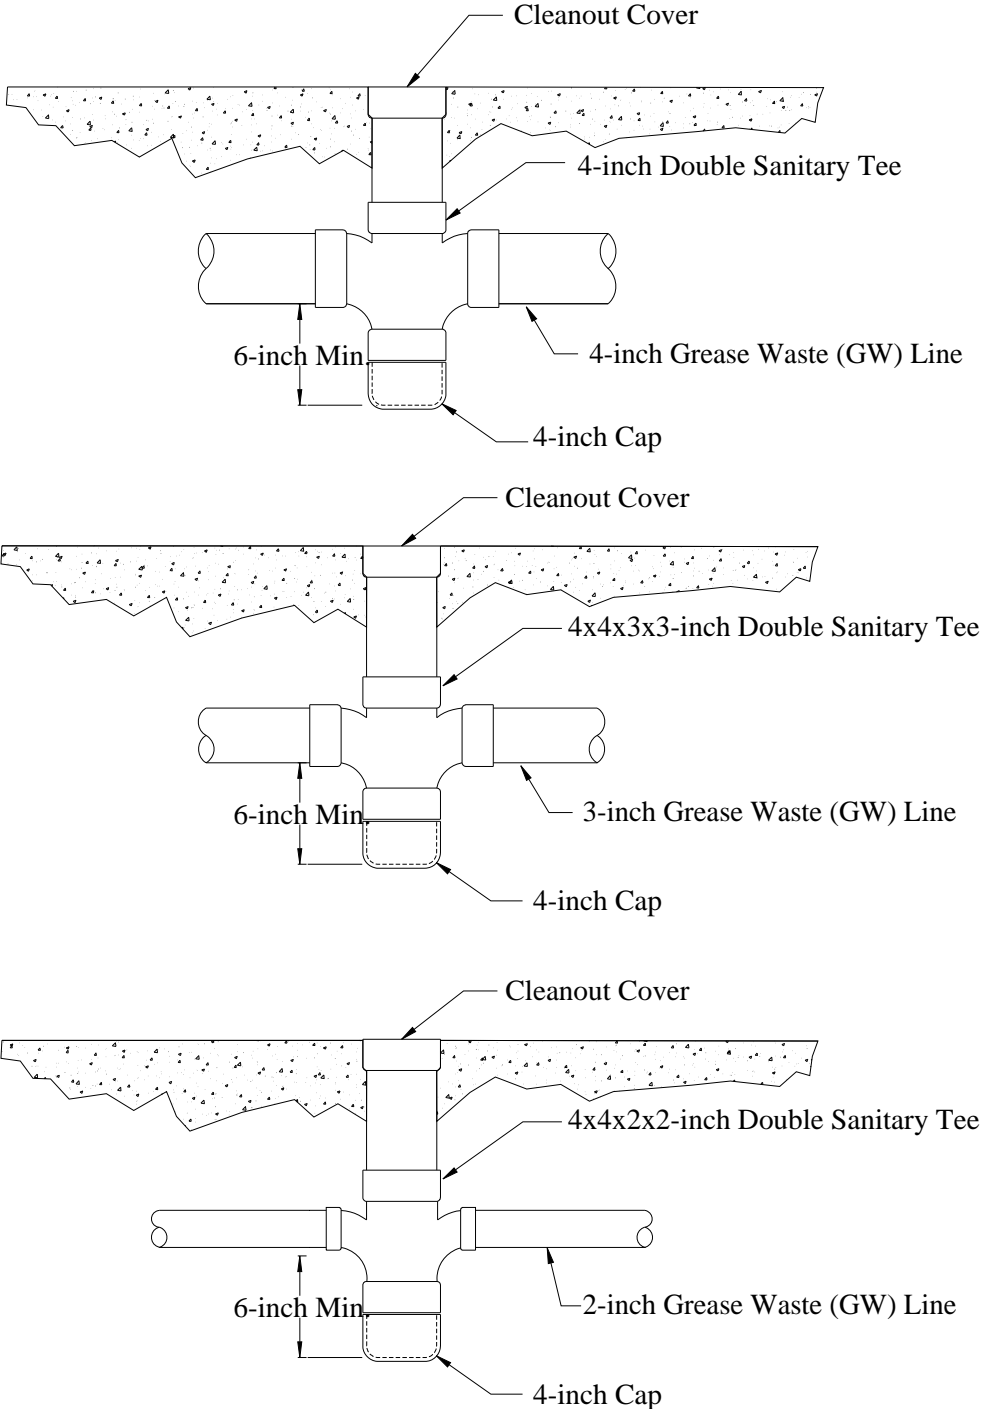 Cleanout Cover
4-inch Double Sanitary Tee
6-inch Min.
4-inch Grease Waste (GW) Line
4-inch Cap
Cleanout Cover
4x4x3x3-inch Double Sanitary Tee
6-inch Min.
3-inch Grease Waste (GW) Line
4-inch Cap
Cleanout Cover
4x4x2x2-inch Double Sanitary Tee
6-inch Min.
2-inch Grease Waste (GW) Line
4-inch Cap